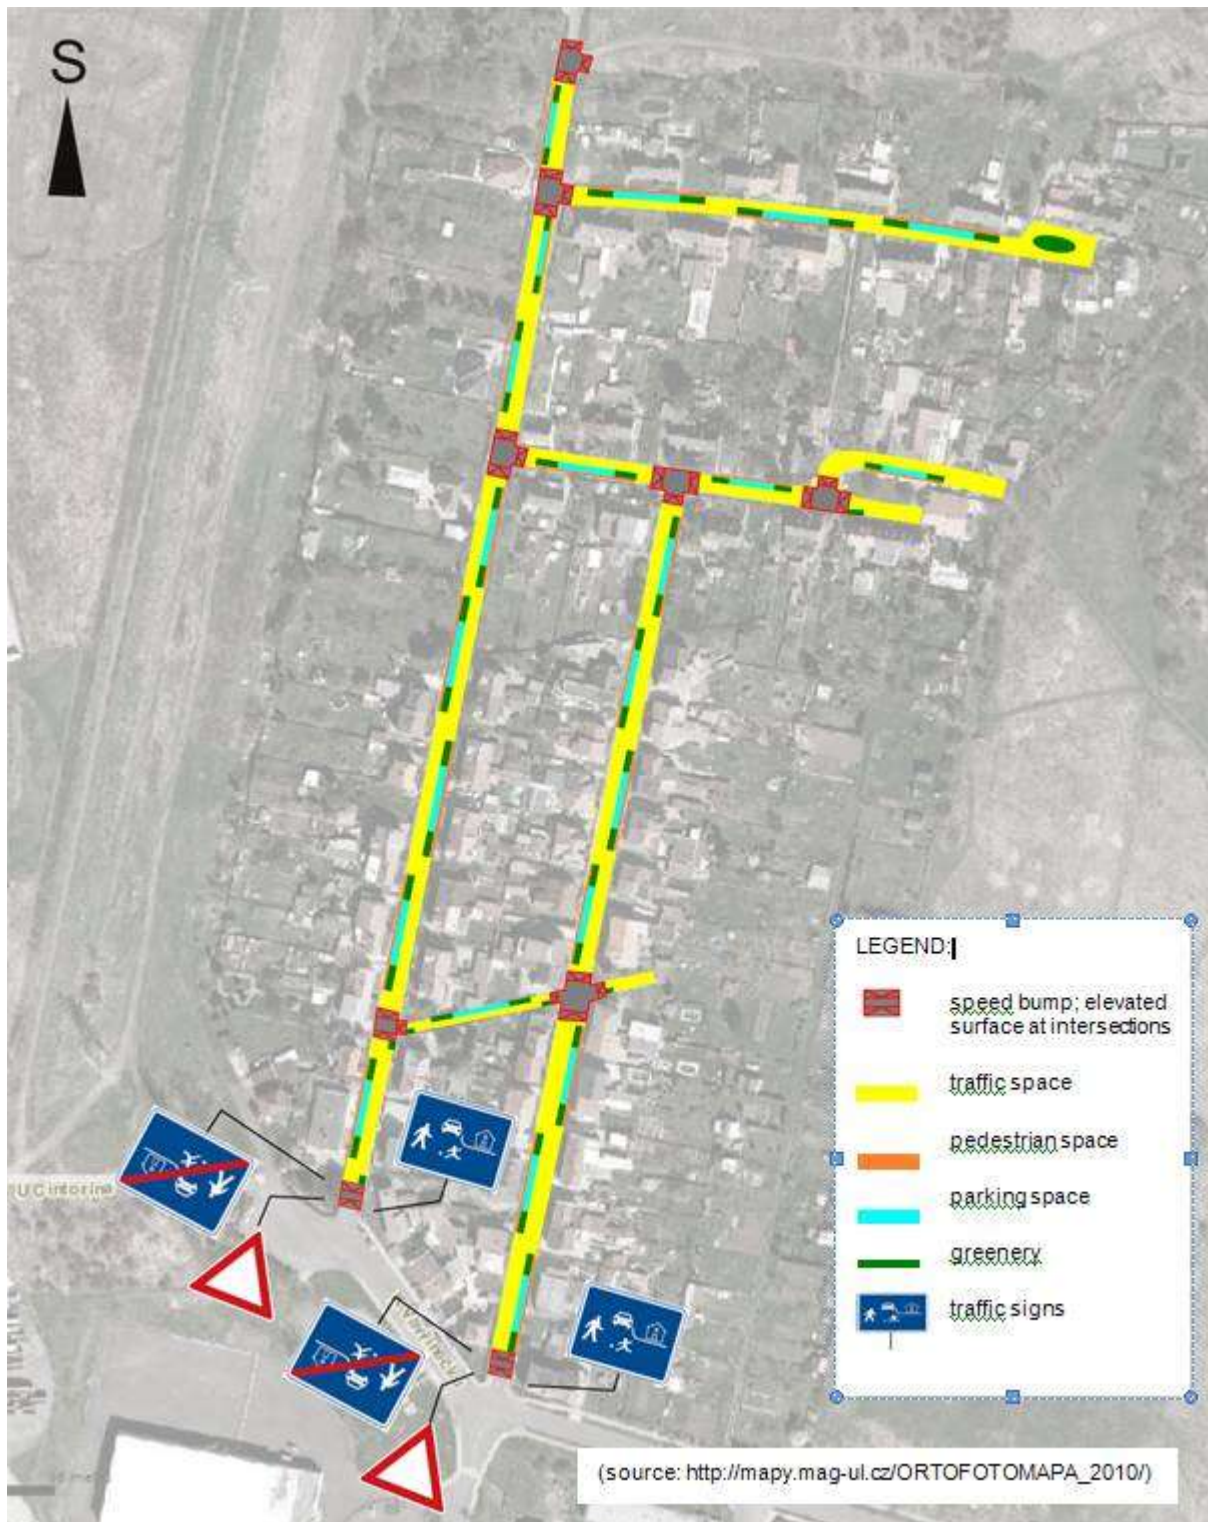 S
LEGEND:
speed bump; elevated
surface at intersections
traffic space
pedestrian space
parking space
greenery
traffic signs
(source: http://mapy.mag-ul.cz/ORTOFOTOMAPA_2010/)